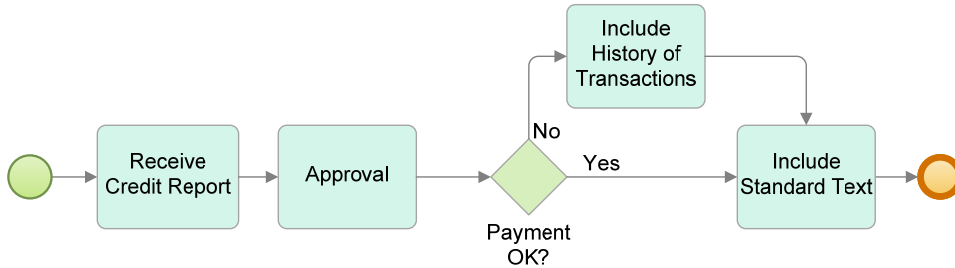 Receive
Credit Report
Approval
Payment
OK?
No
Yes
Include
History of
Transactions
Include
Standard Text